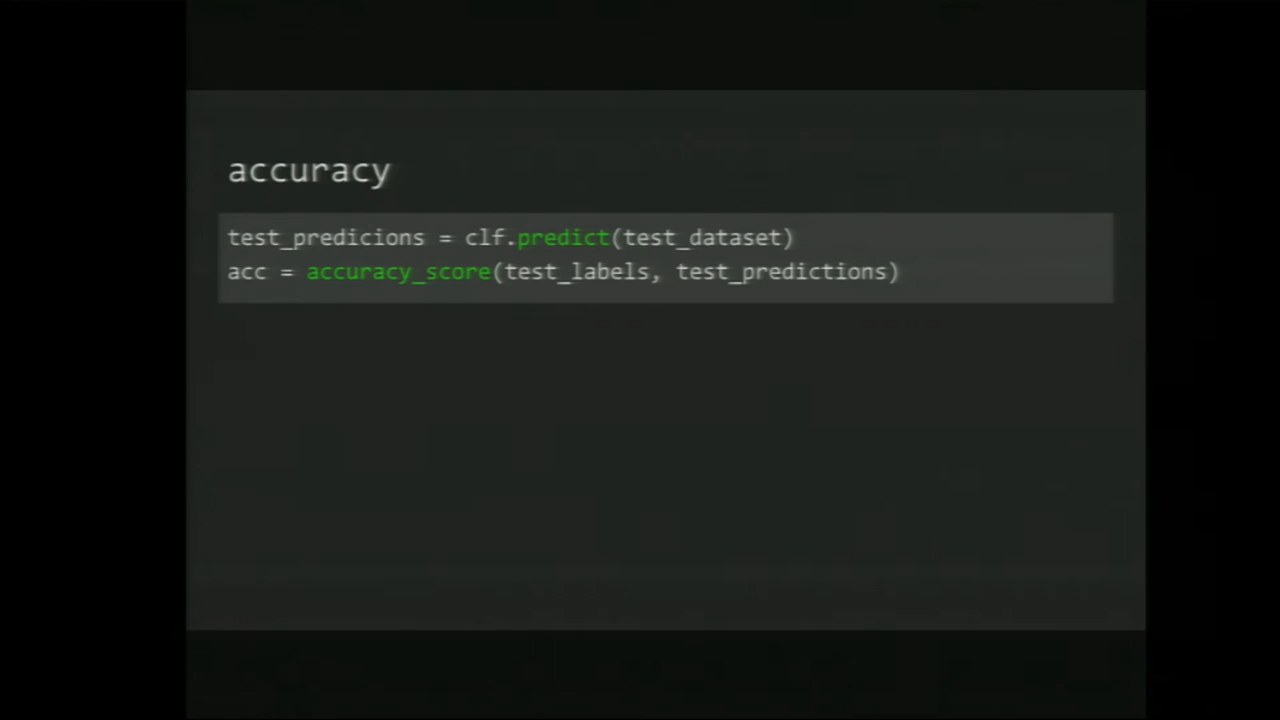 accuracy
test_predicions = clf.predict(test_dataset)
acc = accuracy_score(test_labels, test_predictions)